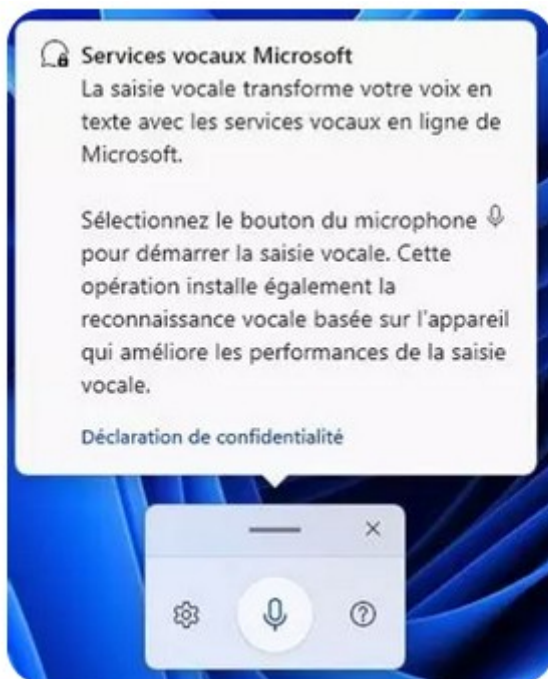 Services vocaux Microsoft
La saisie vocale transforme votre voix en
texte avec les services vocaux en ligne de
Microsoft.
Sélectionnez le bouton du microphone
pour démarrer la saisie vocale. Cette
opération installe également la
reconnaissance vocale basée sur l'appareil
qui améliore les performances de la saisie
vocale.
Déclaration de confidentialité